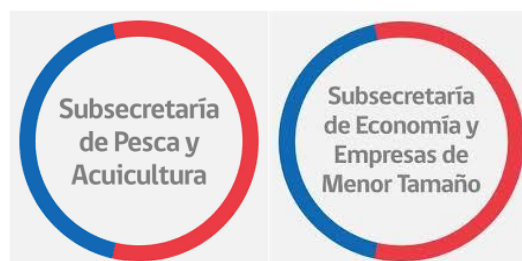 Subsecretaría
de Pesca y
Acuicultura
Subsecretaría
de Economía y
Empresas de
Menor Tamaño